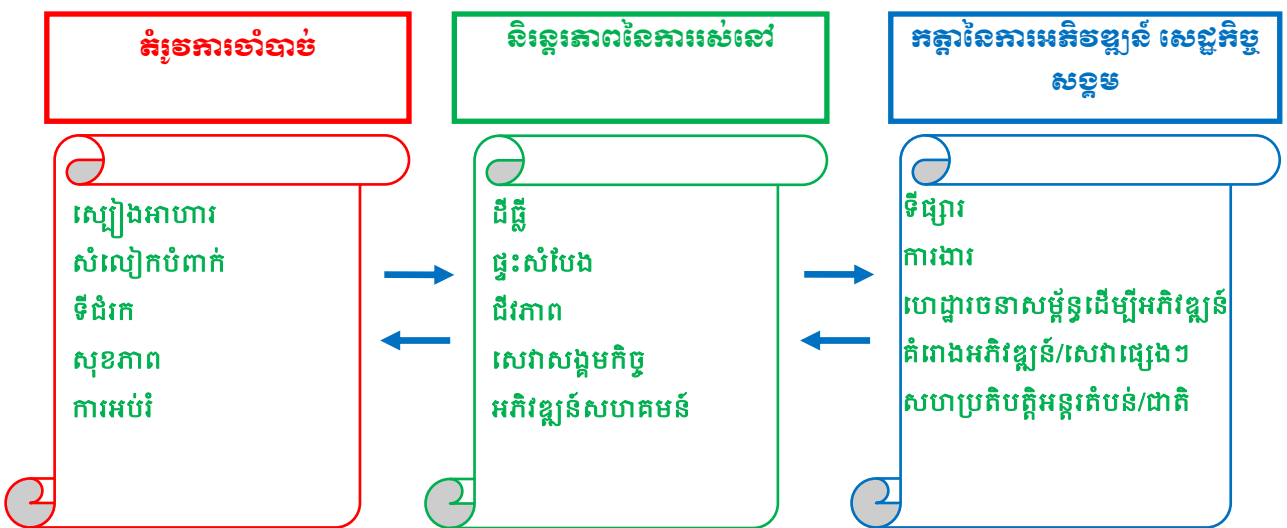 តំរូវការចាំបាច់
និរន្តរភាពនៃការរស់នៅ
កត្តានៃការអភិវឌ្ឍន៍ សេដ្ឋកិច្ច
សង្គម
ស្បៀងអាហារ
សំលៀកបំពាក់
ទីជំរក
សុខភាព
ការអប់រំ
ដីធ្លី
ផ្ទះសំបែង
ជីវភាព
សេវាសង្គមកិច្ច
អភិវឌ្ឍន៍សហគមន៍
ទីផ្សារ
ការងារ
ហេដ្ឋារចនាសម្ព័ន្ធដើម្បីអភិវឌ្ឍន៍
គំរោងអភិវឌ្ឍន៍/សេវាផ្សេងៗ
សហប្រតិបត្តិអន្តរតំបន់/ជាតិ